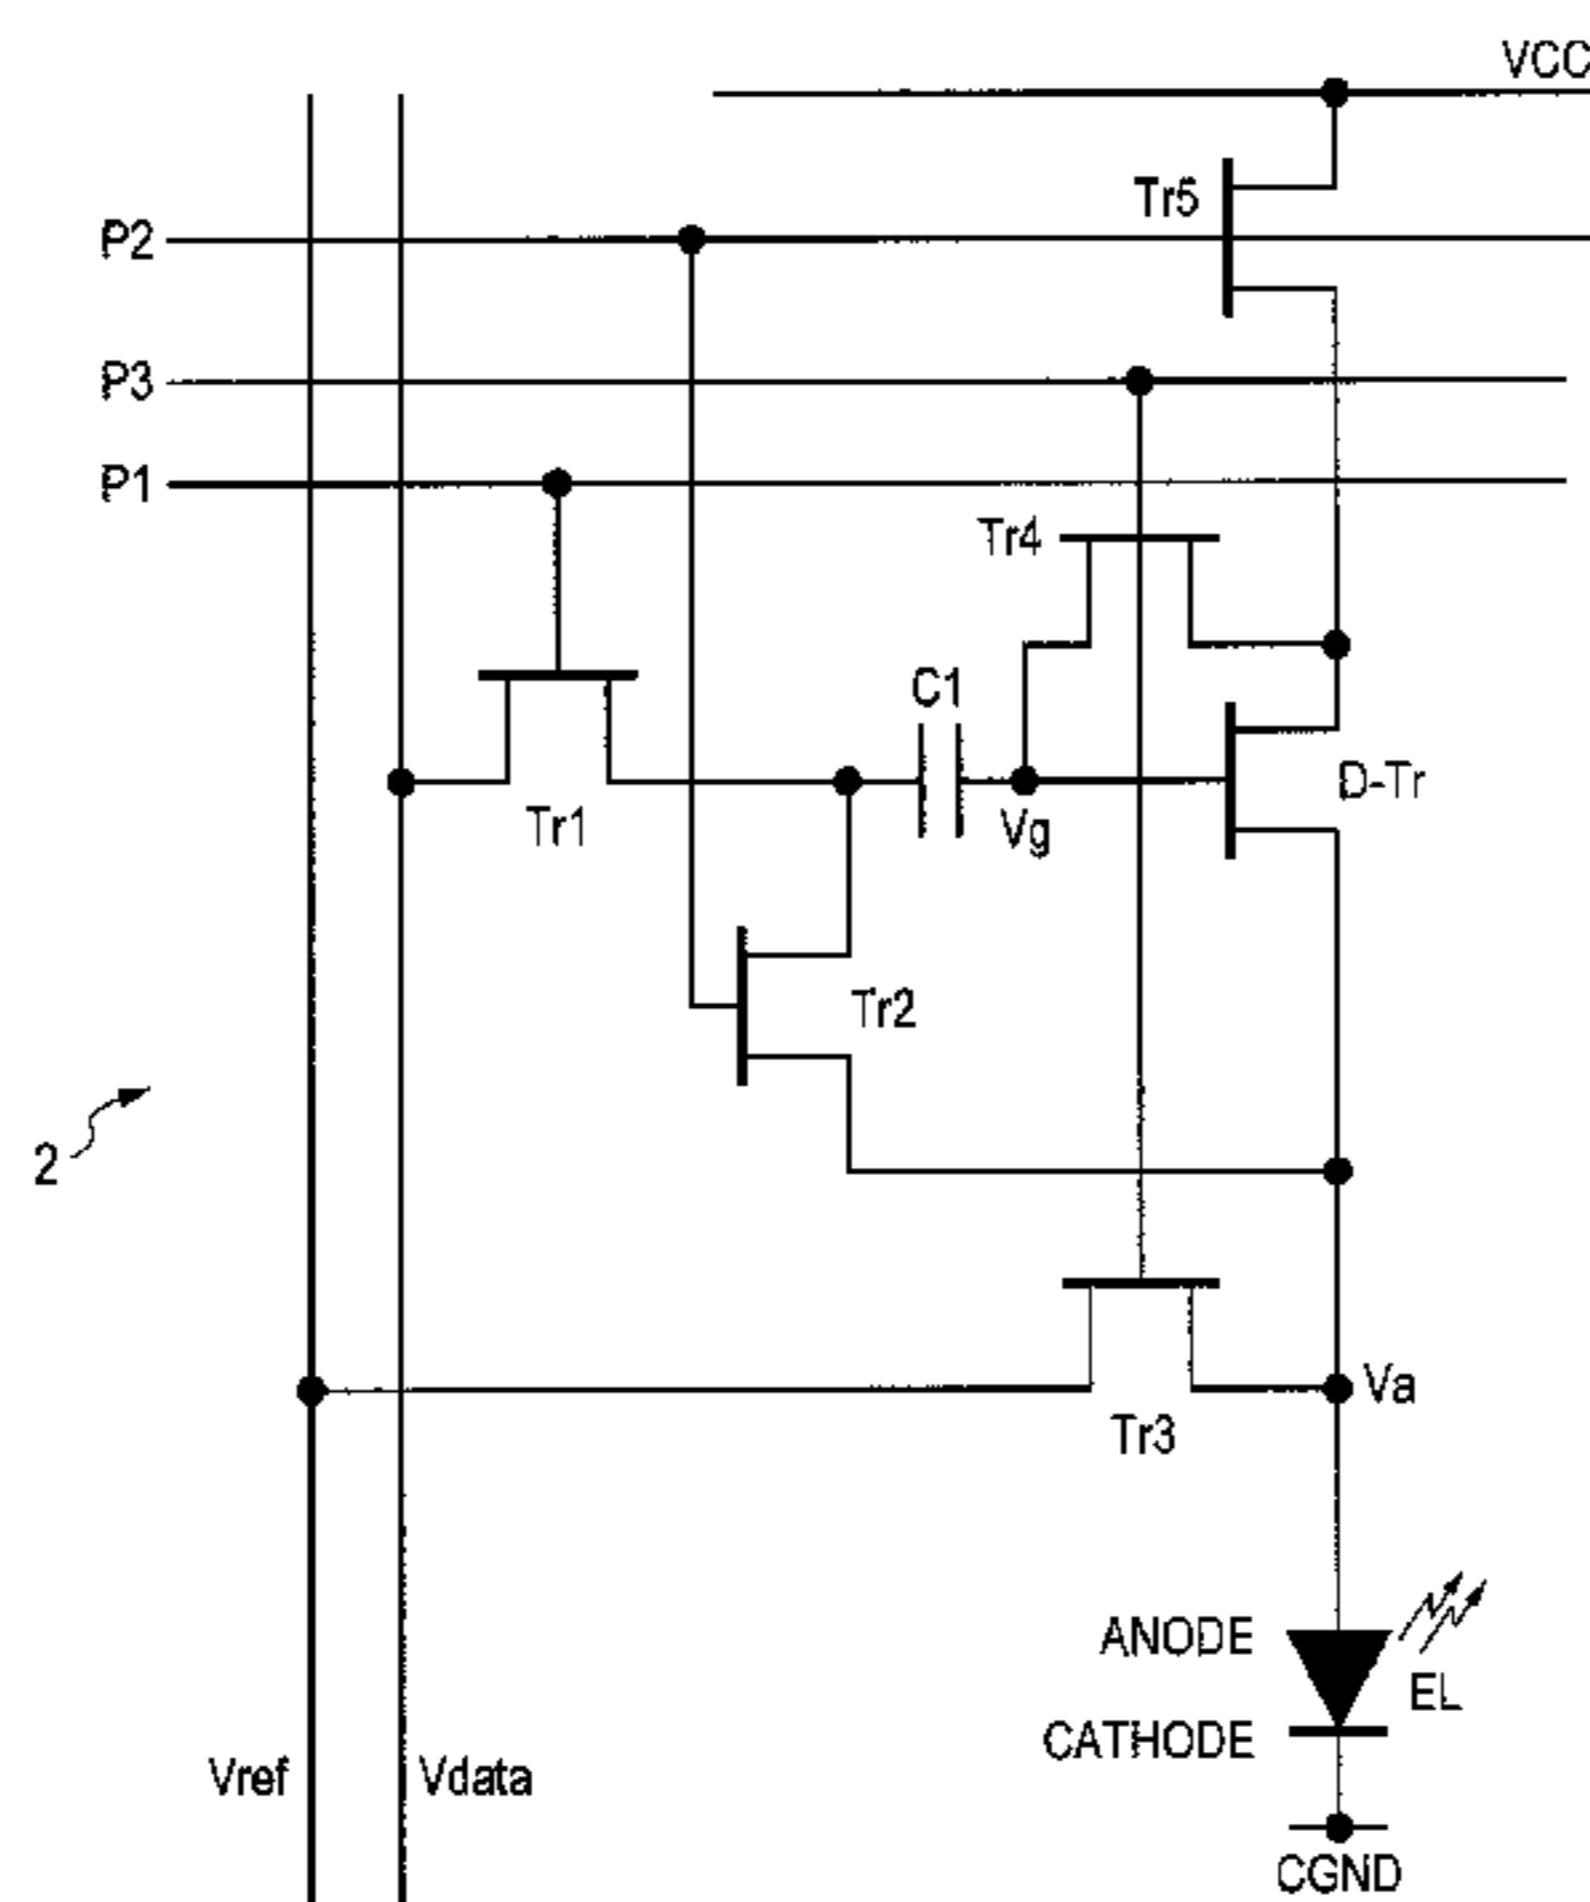 VCC
Tr5
P2
P3
P1
Tr4
C1
D-Tr
Tr1
Vg
Tr2
2
Va
Tr3
ANODE
EL
CATHODE
Vref
Vdata
CGND